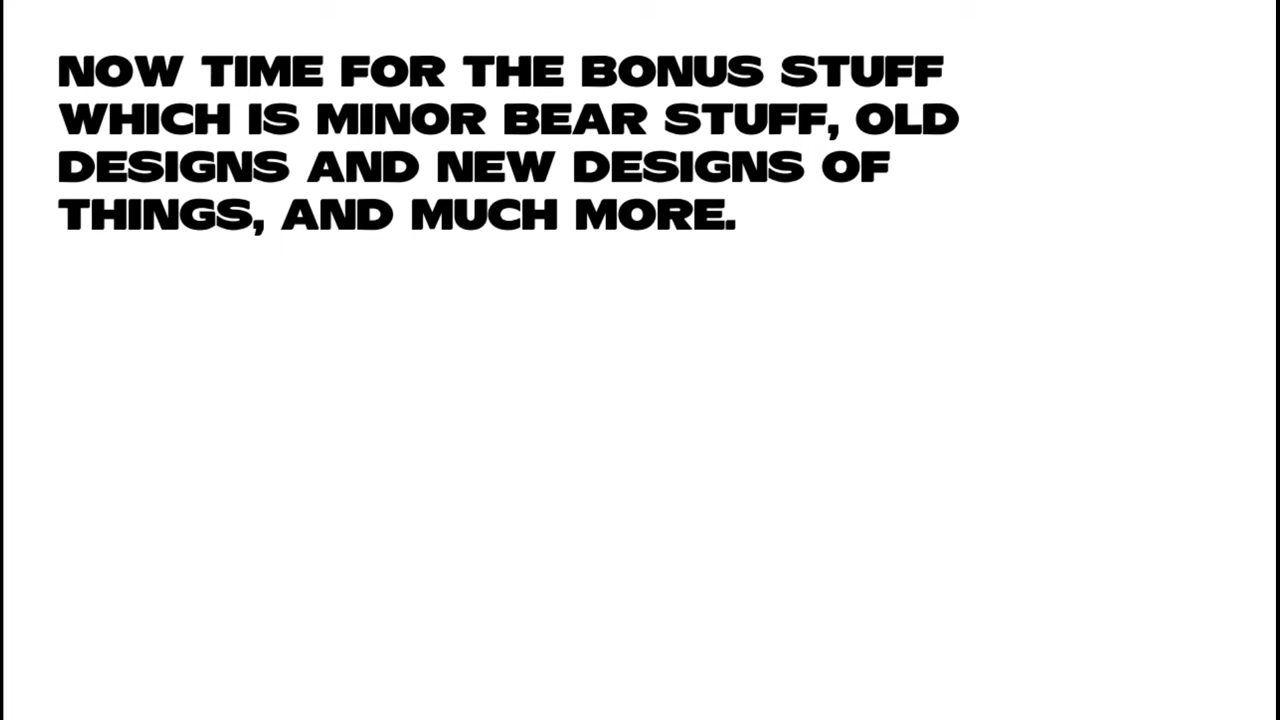 NOW TIME FOR THE BONUS STUFF
WHICH IS MINOR BEAR STUFF, OLD
DESIGNS AND NEW DESIGNS OF
THINGS, AND MUCH MORE.